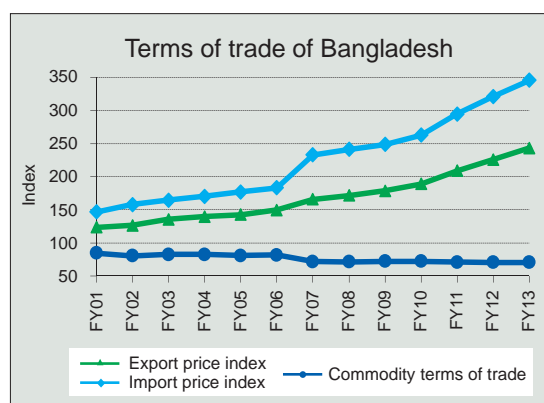 Terms of trade of Bangladesh
350
300
250
200
150
100
50
Index
FY01
FY02
FY03
FY04
FY05
FY06
FY07
FY08
FY09
FY10
FY11
FY12
FY13
Export price index
Import price index
Commodity terms of trade